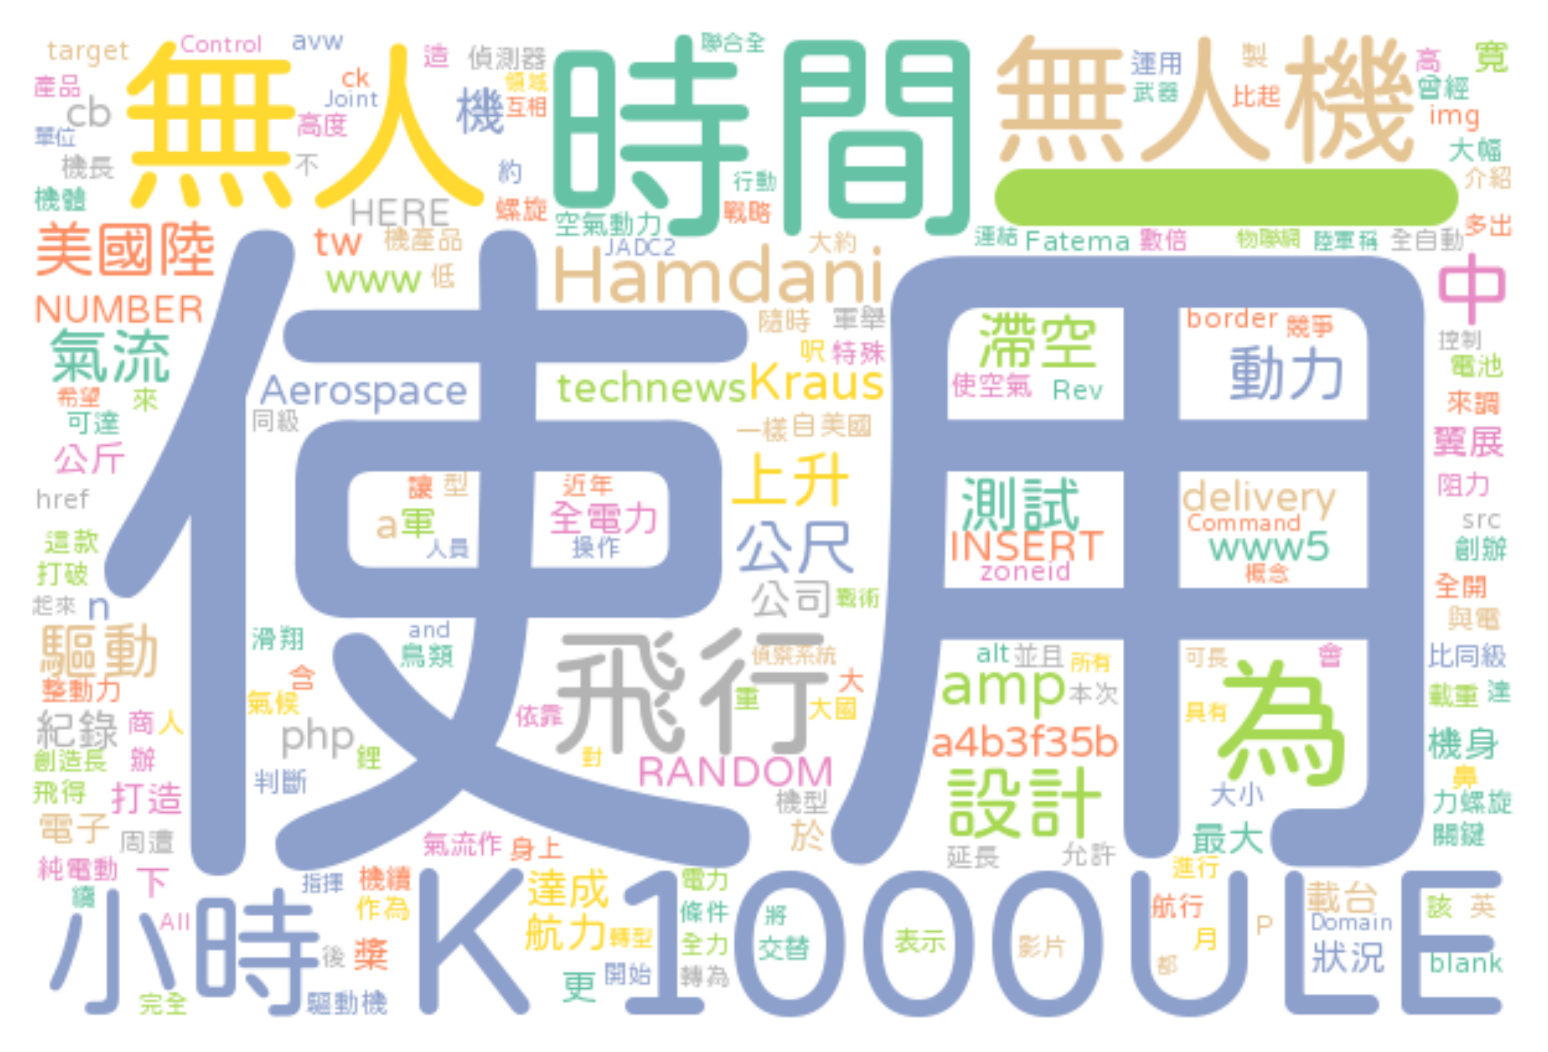 target
Control
avw
造
偵測器
聯合全
運用
製
高
寬
產品
cb
無人
ck
Joint
高度
機
領域
互相
時間
無人機
武器
比起
曾經
img
單位
機長
不
約
行動
大幅
介紹
機體
HERE
螺旋
空氣動力
戰略
一
多出
美國陸
tw
機產品
JADC2
大約
連結
Fatema
數倍
物聯網
陸軍稱
全自動
www
低
Hamdani
中
NUMBER
隨時
軍舉
border
競爭
氣流
呎
特殊
滯空
動力
控制
電池
希望
來
Aerospace
technews
Kraus
使空氣
Rev
來調
可達
同級
一樣
自美國
翼展
公斤
使用
上升
阻力
href
讓
型
近年
測試
delivery
src
a
軍
全電力
Command
這款
人員
操作
公尺
INSERT
www5
創辦
打破
zoneid
概念
全開
起來
n
公司
戰術
與電
驅動
滑翔
and
鳥類
飛行
偵察系統
alt
並且
所有
可長
會
比同級
整動力
含
重
大
amp
本次
為
載重
達
紀錄
商
人
氣候
依靠
大國
具有
創造長
辦
php
鋰
對
a4b3f35b
機身
飛得
打造
判斷
RANDOM
設計
鼻
電子
周遭
機型
於
大小
力螺旋
最大
關鍵
純電動
下
氣流作
身上
延長
允許
進行
續
指揮
機續
達成
電力
小時
All
作為
K1000ULE
條件
將
航行
載台
該
英
後
槳
航力
轉型
全力
交替
表示
影片
月
P
Domain
完全
驅動機
更
開始
轉為
都
狀況
blank